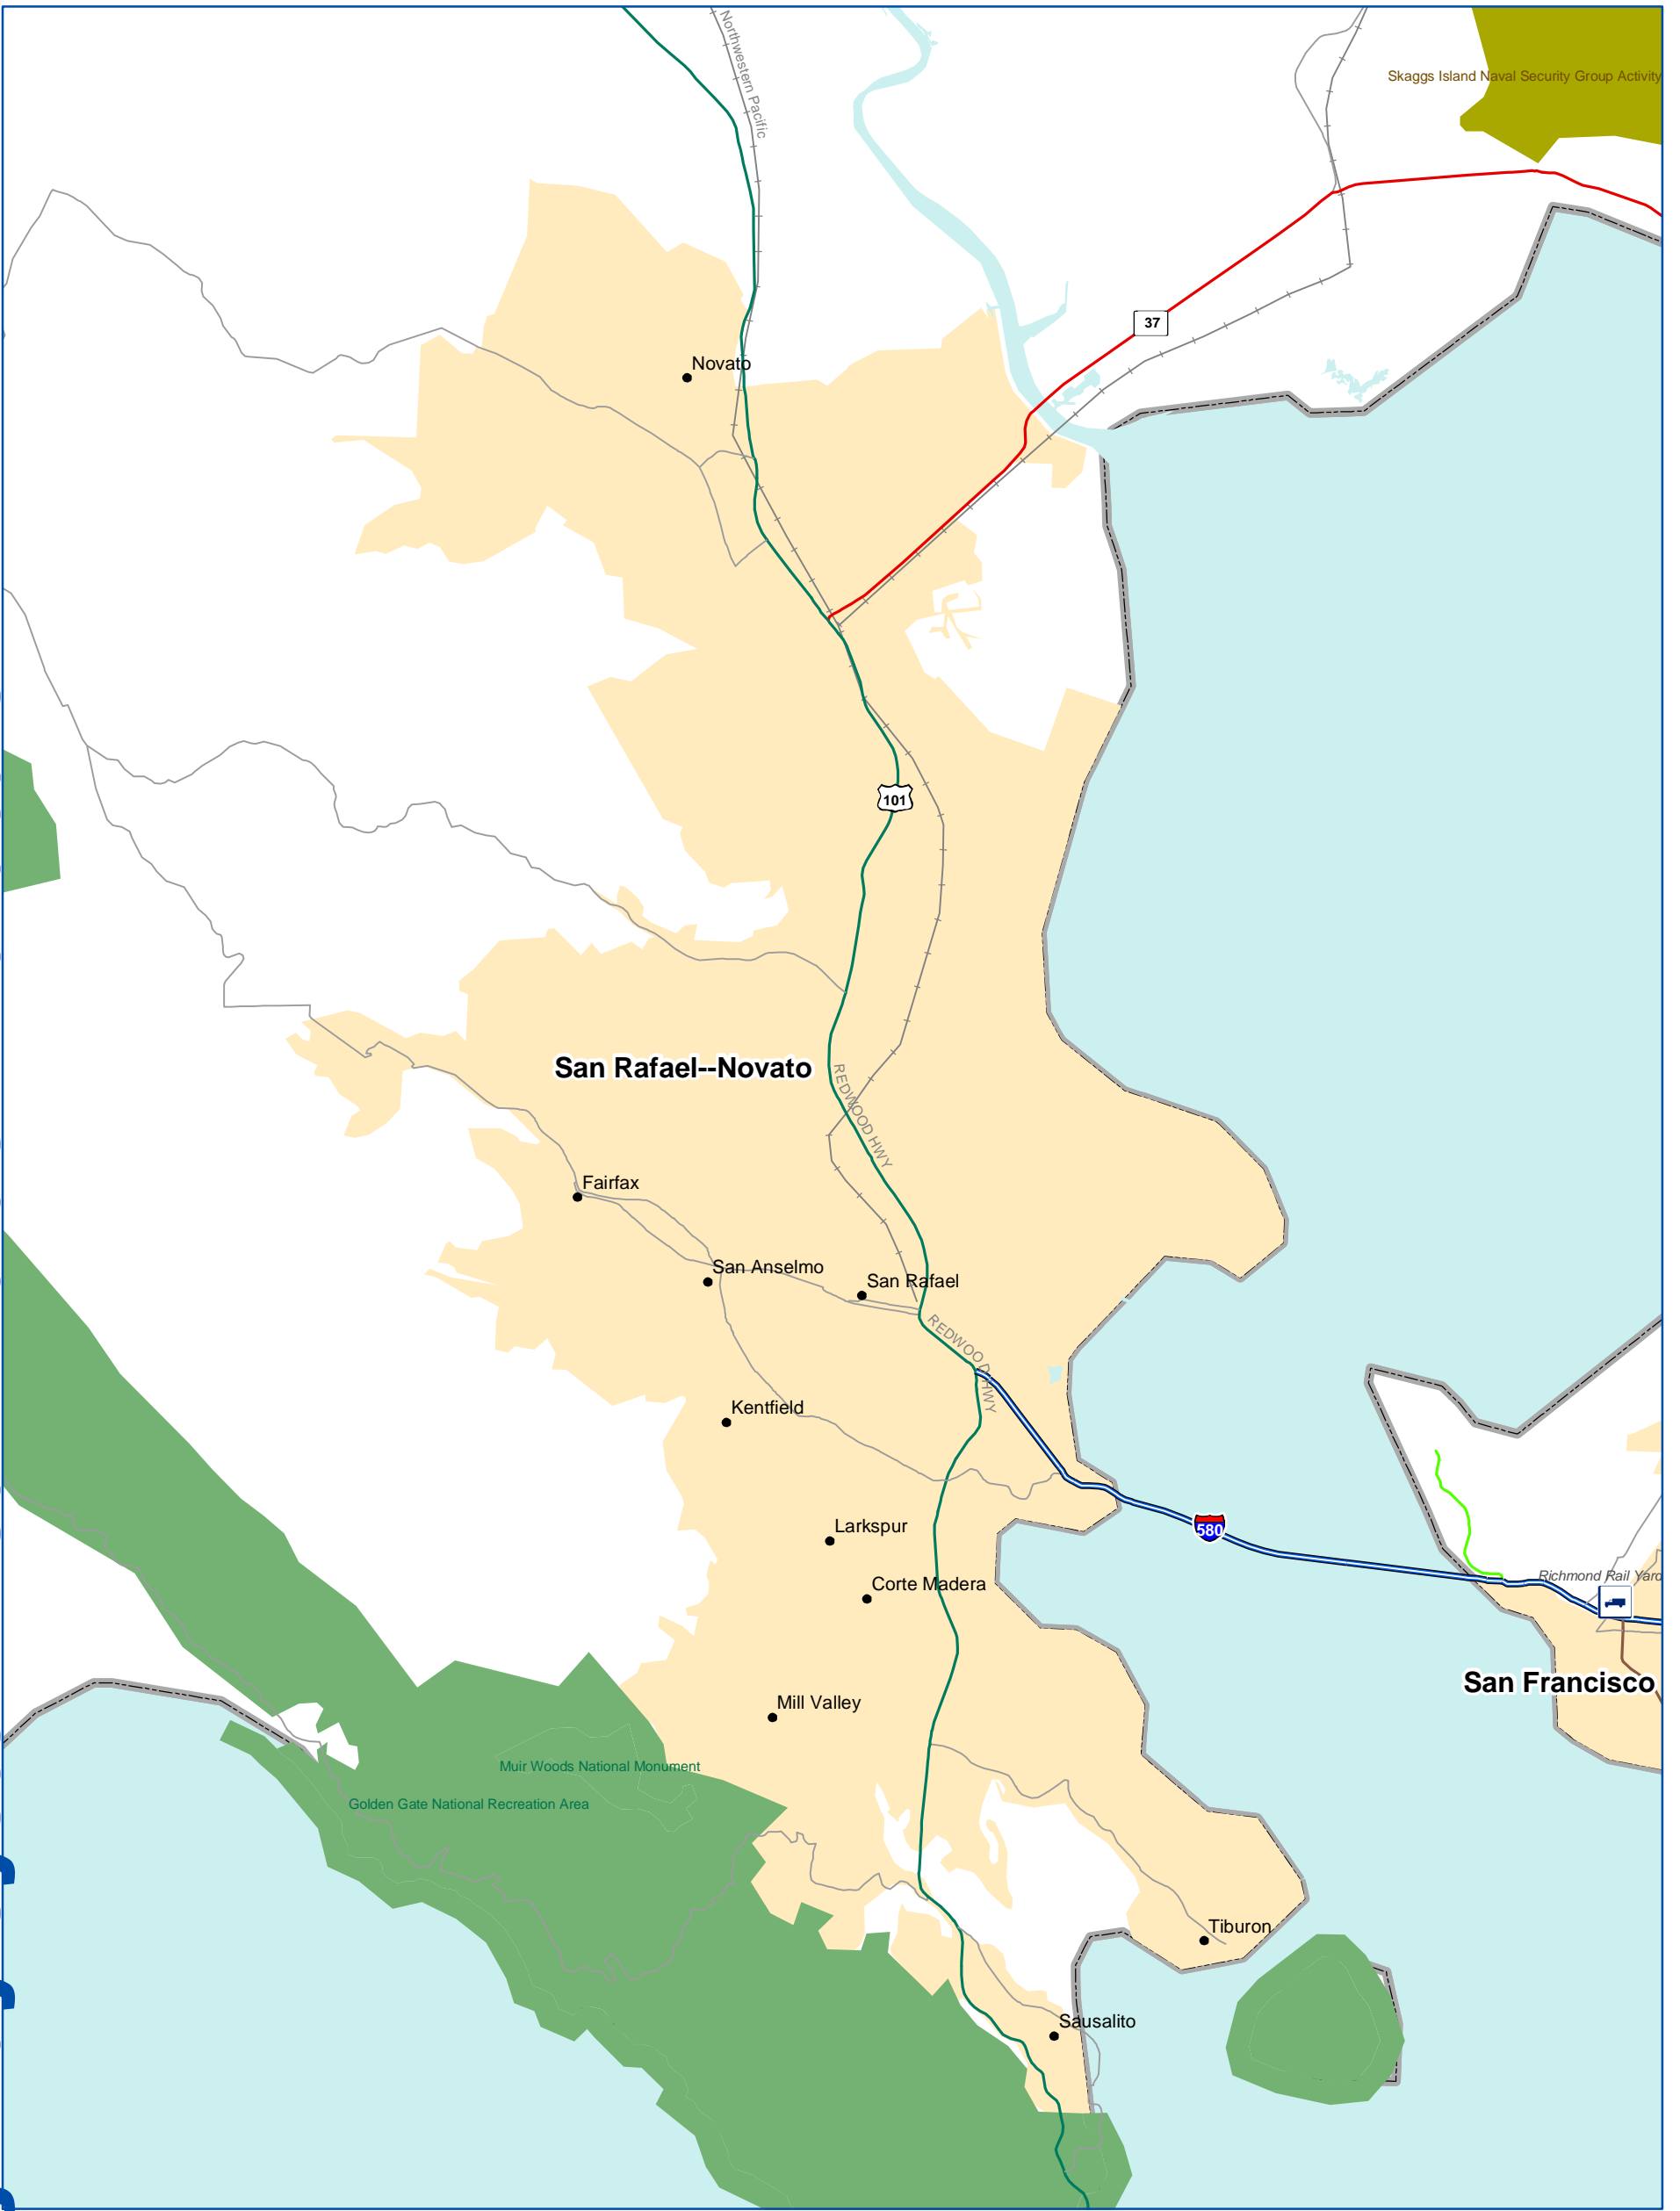 Northwestern Pacific
Skaggs Island Naval Security Group Activity
37
Novato
101
San Rafael--Novato
REDWOOD HWY
Fairfax
San Anselmo
San Rafael
REDWOOD HWY
Kentfield
Larkspur
580
Corte Madera
Richmond Rail Yard
San Francisco
Mill Valley
Muir Woods National Monument
Golden Gate National Recreation Area
Tiburon
Sausalito